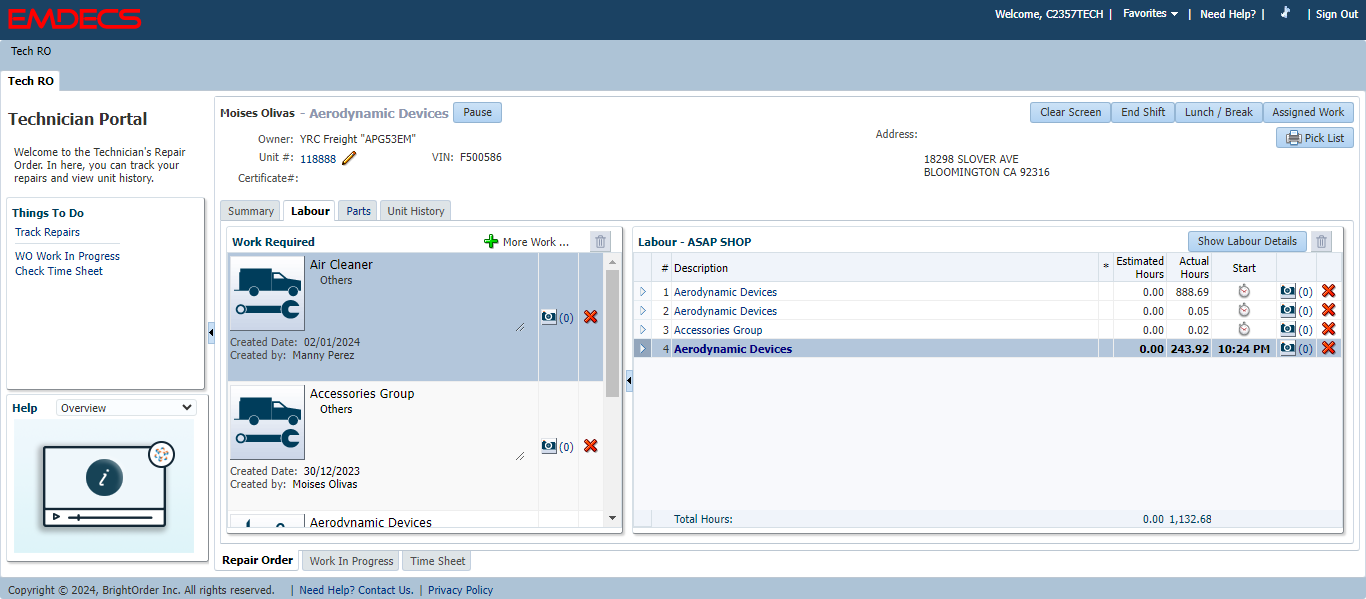 EMDECS
Welcome, C2357TECH | Favorites | Need Help? | | Sign Out
Tech RO
Tech RO
Technician Portal
Welcome to the Technician's Repair
Order. In here, you can track your
repairs and view unit history.
Things To Do
Track Repairs
WO Work In Progress
Check Time Sheet
Help Overview
i
Moises Olivas - Aerodynamic Devices Pause
Clear Screen End Shift Lunch / Break Assigned Work
Pick List
Owner: YRC Freight "APG53EM"
Unit #: 118888 VIN: F500586
Certificate#:
Address:
18298 SLOVER AVE
BLOOMINGTON CA 92316
Summary Labour Parts Unit History
Work Required More Work ...
Air Cleaner
Others
(0)
Created Date: 02/01/2024
Created by: Manny Perez
Accessories Group
Others
(0)
Created Date: 30/12/2023
Created by: Moises Olivas
Aerodynamic Devices
Labour - ASAP SHOP Show Labour Details
# Description * Estimated Hours Actual Hours Start
1 Aerodynamic Devices 0.00 888.69 (0)
2 Aerodynamic Devices 0.00 0.05 (0)
3 Accessories Group 0.00 0.02 (0)
4 Aerodynamic Devices 0.00 243.92 10:24 PM (0)
Total Hours: 0.00 1,132.68
Repair Order Work In Progress Time Sheet
Copyright © 2024, BrightOrder Inc. All rights reserved. | Need Help? Contact Us. | Privacy Policy